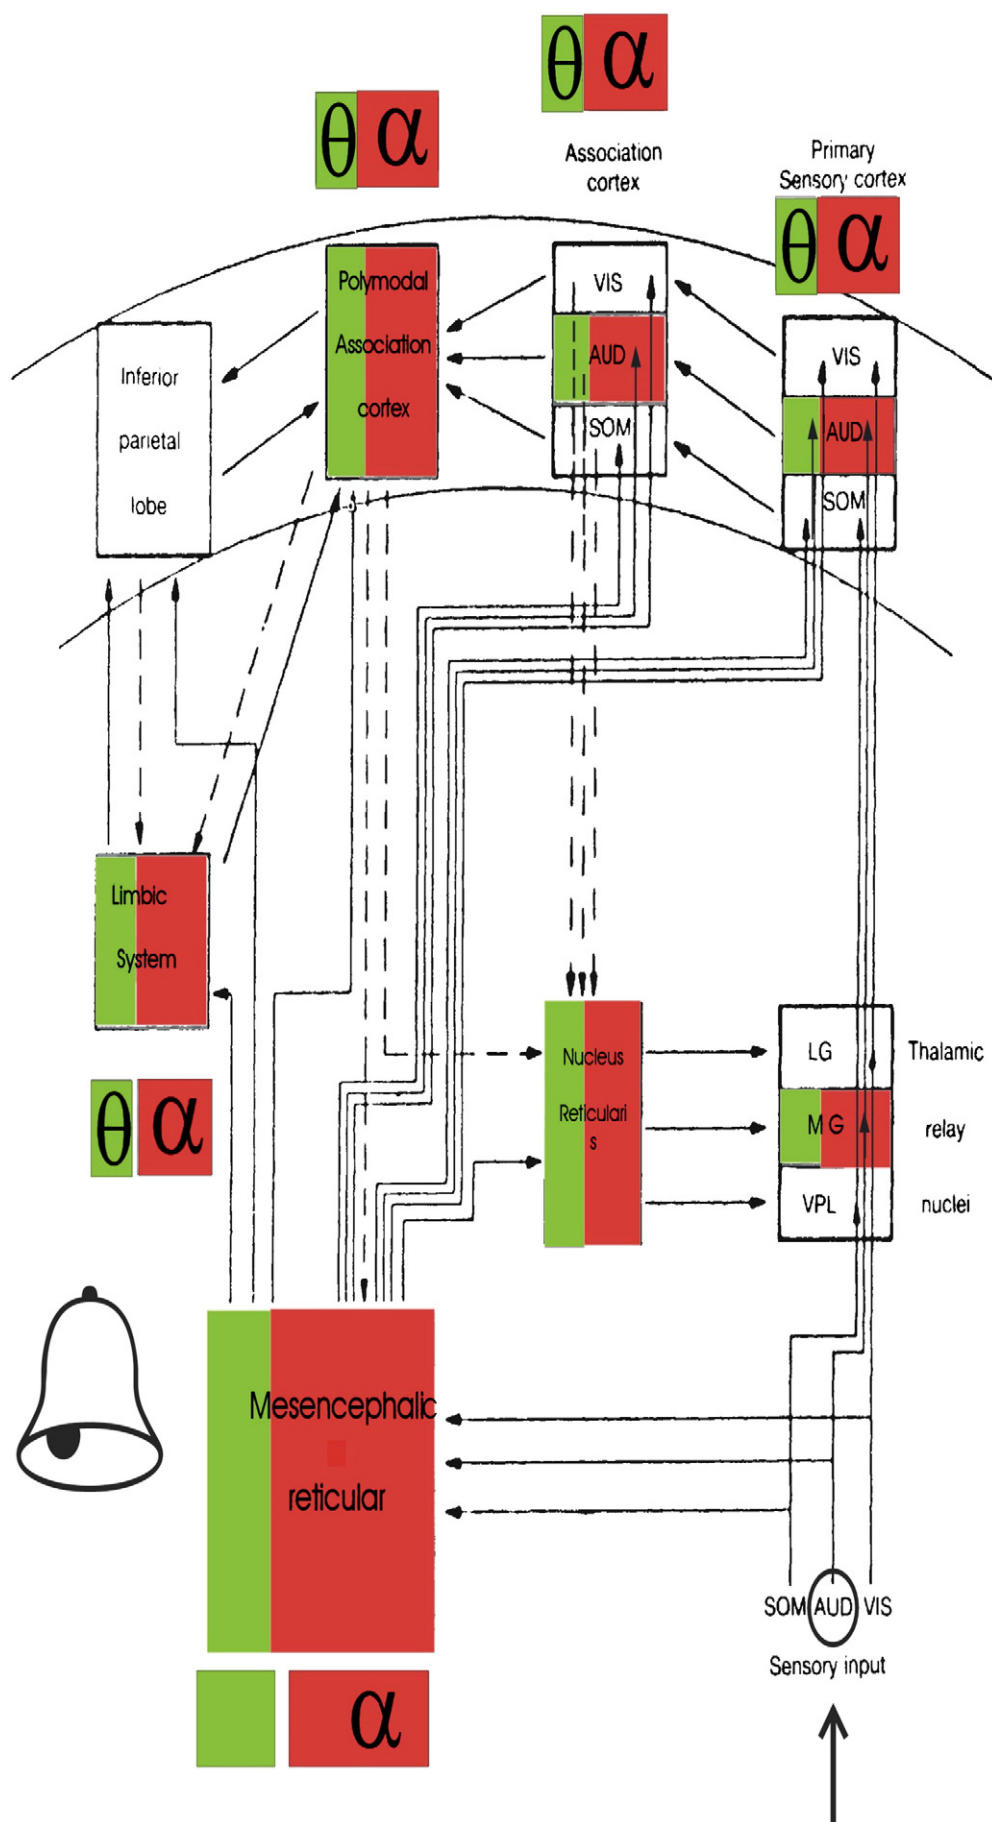 θ α
θ α
Association
cortex
Primary
Sensory cortex
θ α
Polymodal
Association
cortex
VIS
AUD
SOM
VIS
AUD
SOM
Inferior
parietal
lobe
Limbic
System
θ α
Nucleus
Reticulari
s
LG
MG
VPL
Thalamic
relay
nuclei
Mesencephalic
reticular
α
SOM AUD VIS
Sensory input